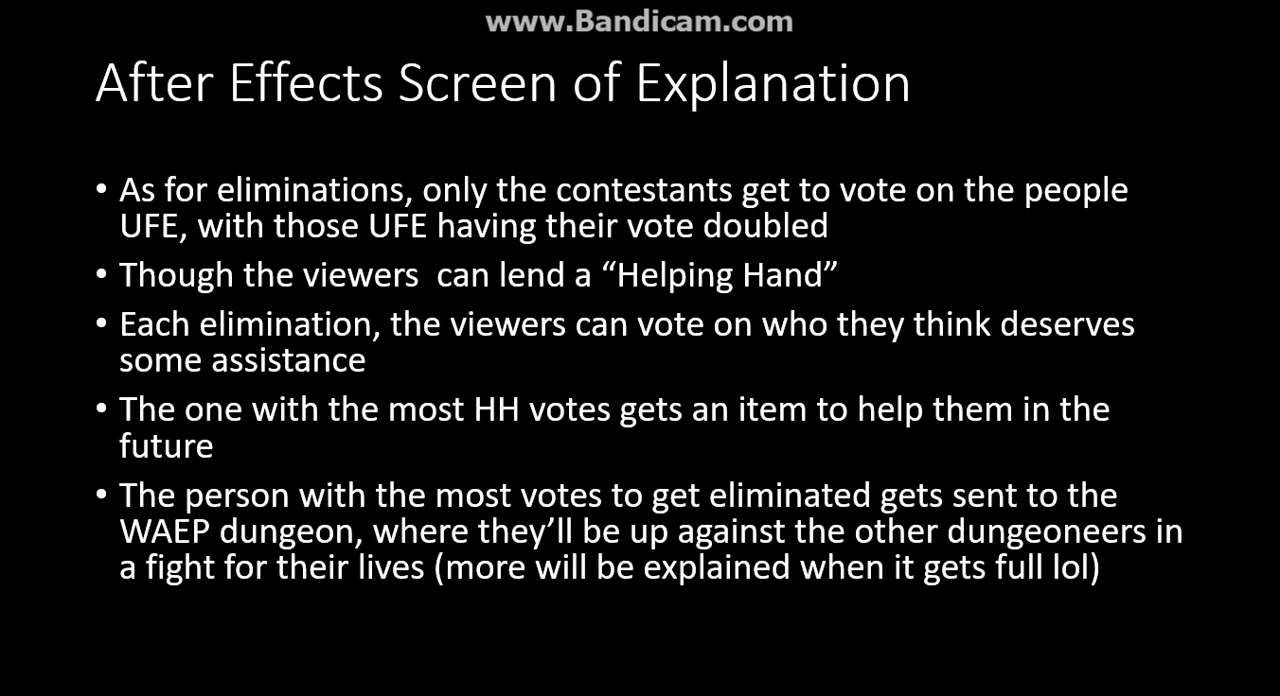 www.Bandicam.com
After Effects Screen of Explanation
• As for eliminations, only the contestants get to vote on the people
UFE, with those UFE having their vote doubled
• Though the viewers  can lend a “Helping Hand”
• Each elimination, the viewers can vote on who they think deserves
some assistance
• The one with the most HH votes gets an item to help them in the
future
• The person with the most votes to get eliminated gets sent to the
WAEP dungeon, where they’ll be up against the other dungeoneers in
a fight for their lives (more will be explained when it gets full lol)